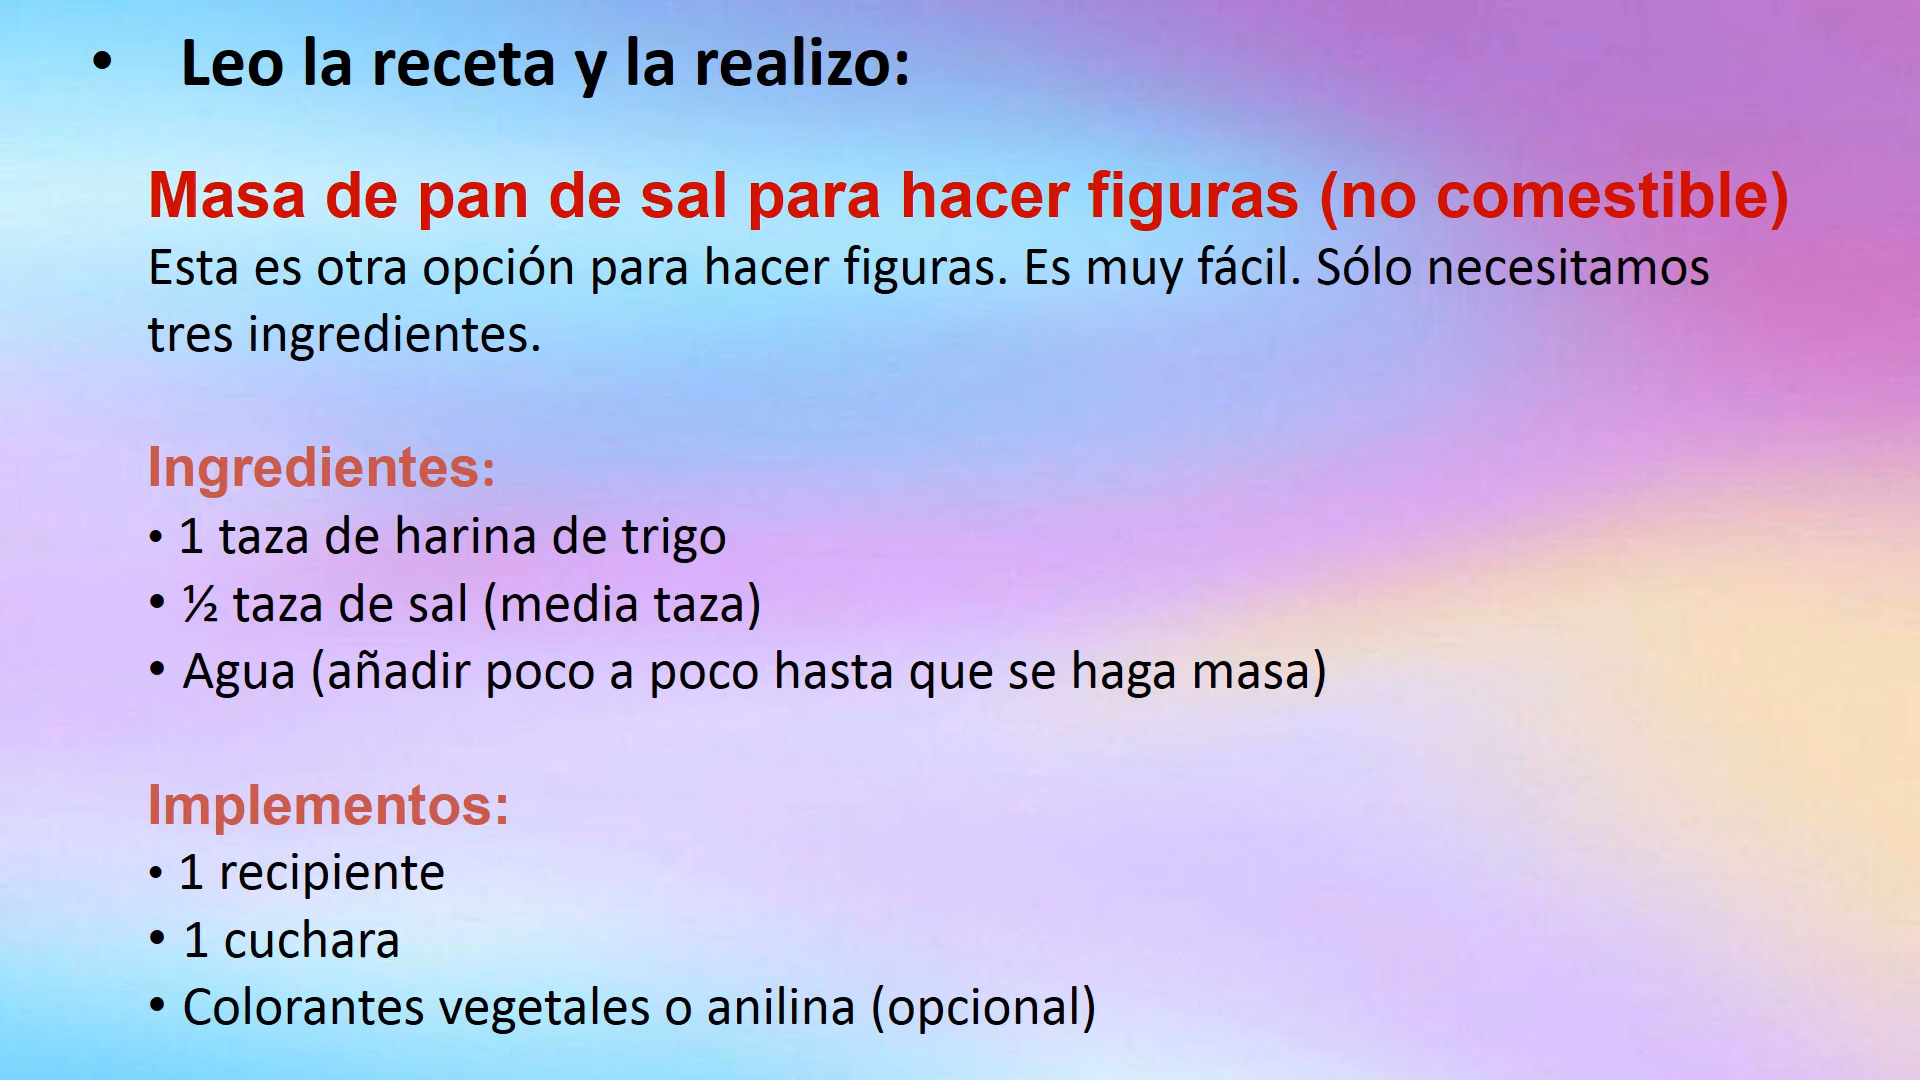 • Leo la receta y la realizo:
Masa de pan de sal para hacer figuras (no comestible)
Esta es otra opción para hacer figuras. Es muy fácil. Sólo necesitamos
tres ingredientes.
Ingredientes:
• 1 taza de harina de trigo
• ½ taza de sal (media taza)
• Agua (añadir poco a poco hasta que se haga masa)
Implementos:
• 1 recipiente
• 1 cuchara
• Colorantes vegetales o anilina (opcional)